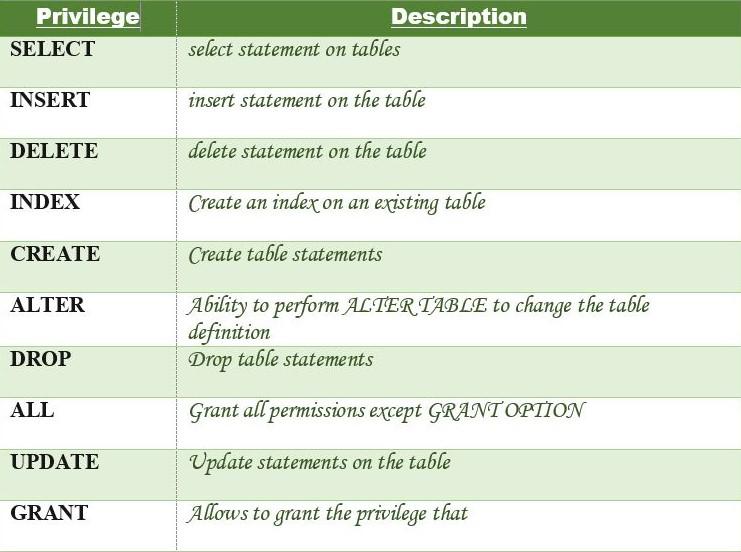 Privilege Description
SELECT select statement on tables
INSERT insert statement on the table
DELETE delete statement on the table
INDEX Create an index on an existing table
CREATE Create table statements
ALTER Ability to perform ALTER TABLE to change the table
definition
DROP Drop table statements
ALL Grant all permissions except GRANT OPTION
UPDATE Update statements on the table
GRANT Allows to grant the privilege that